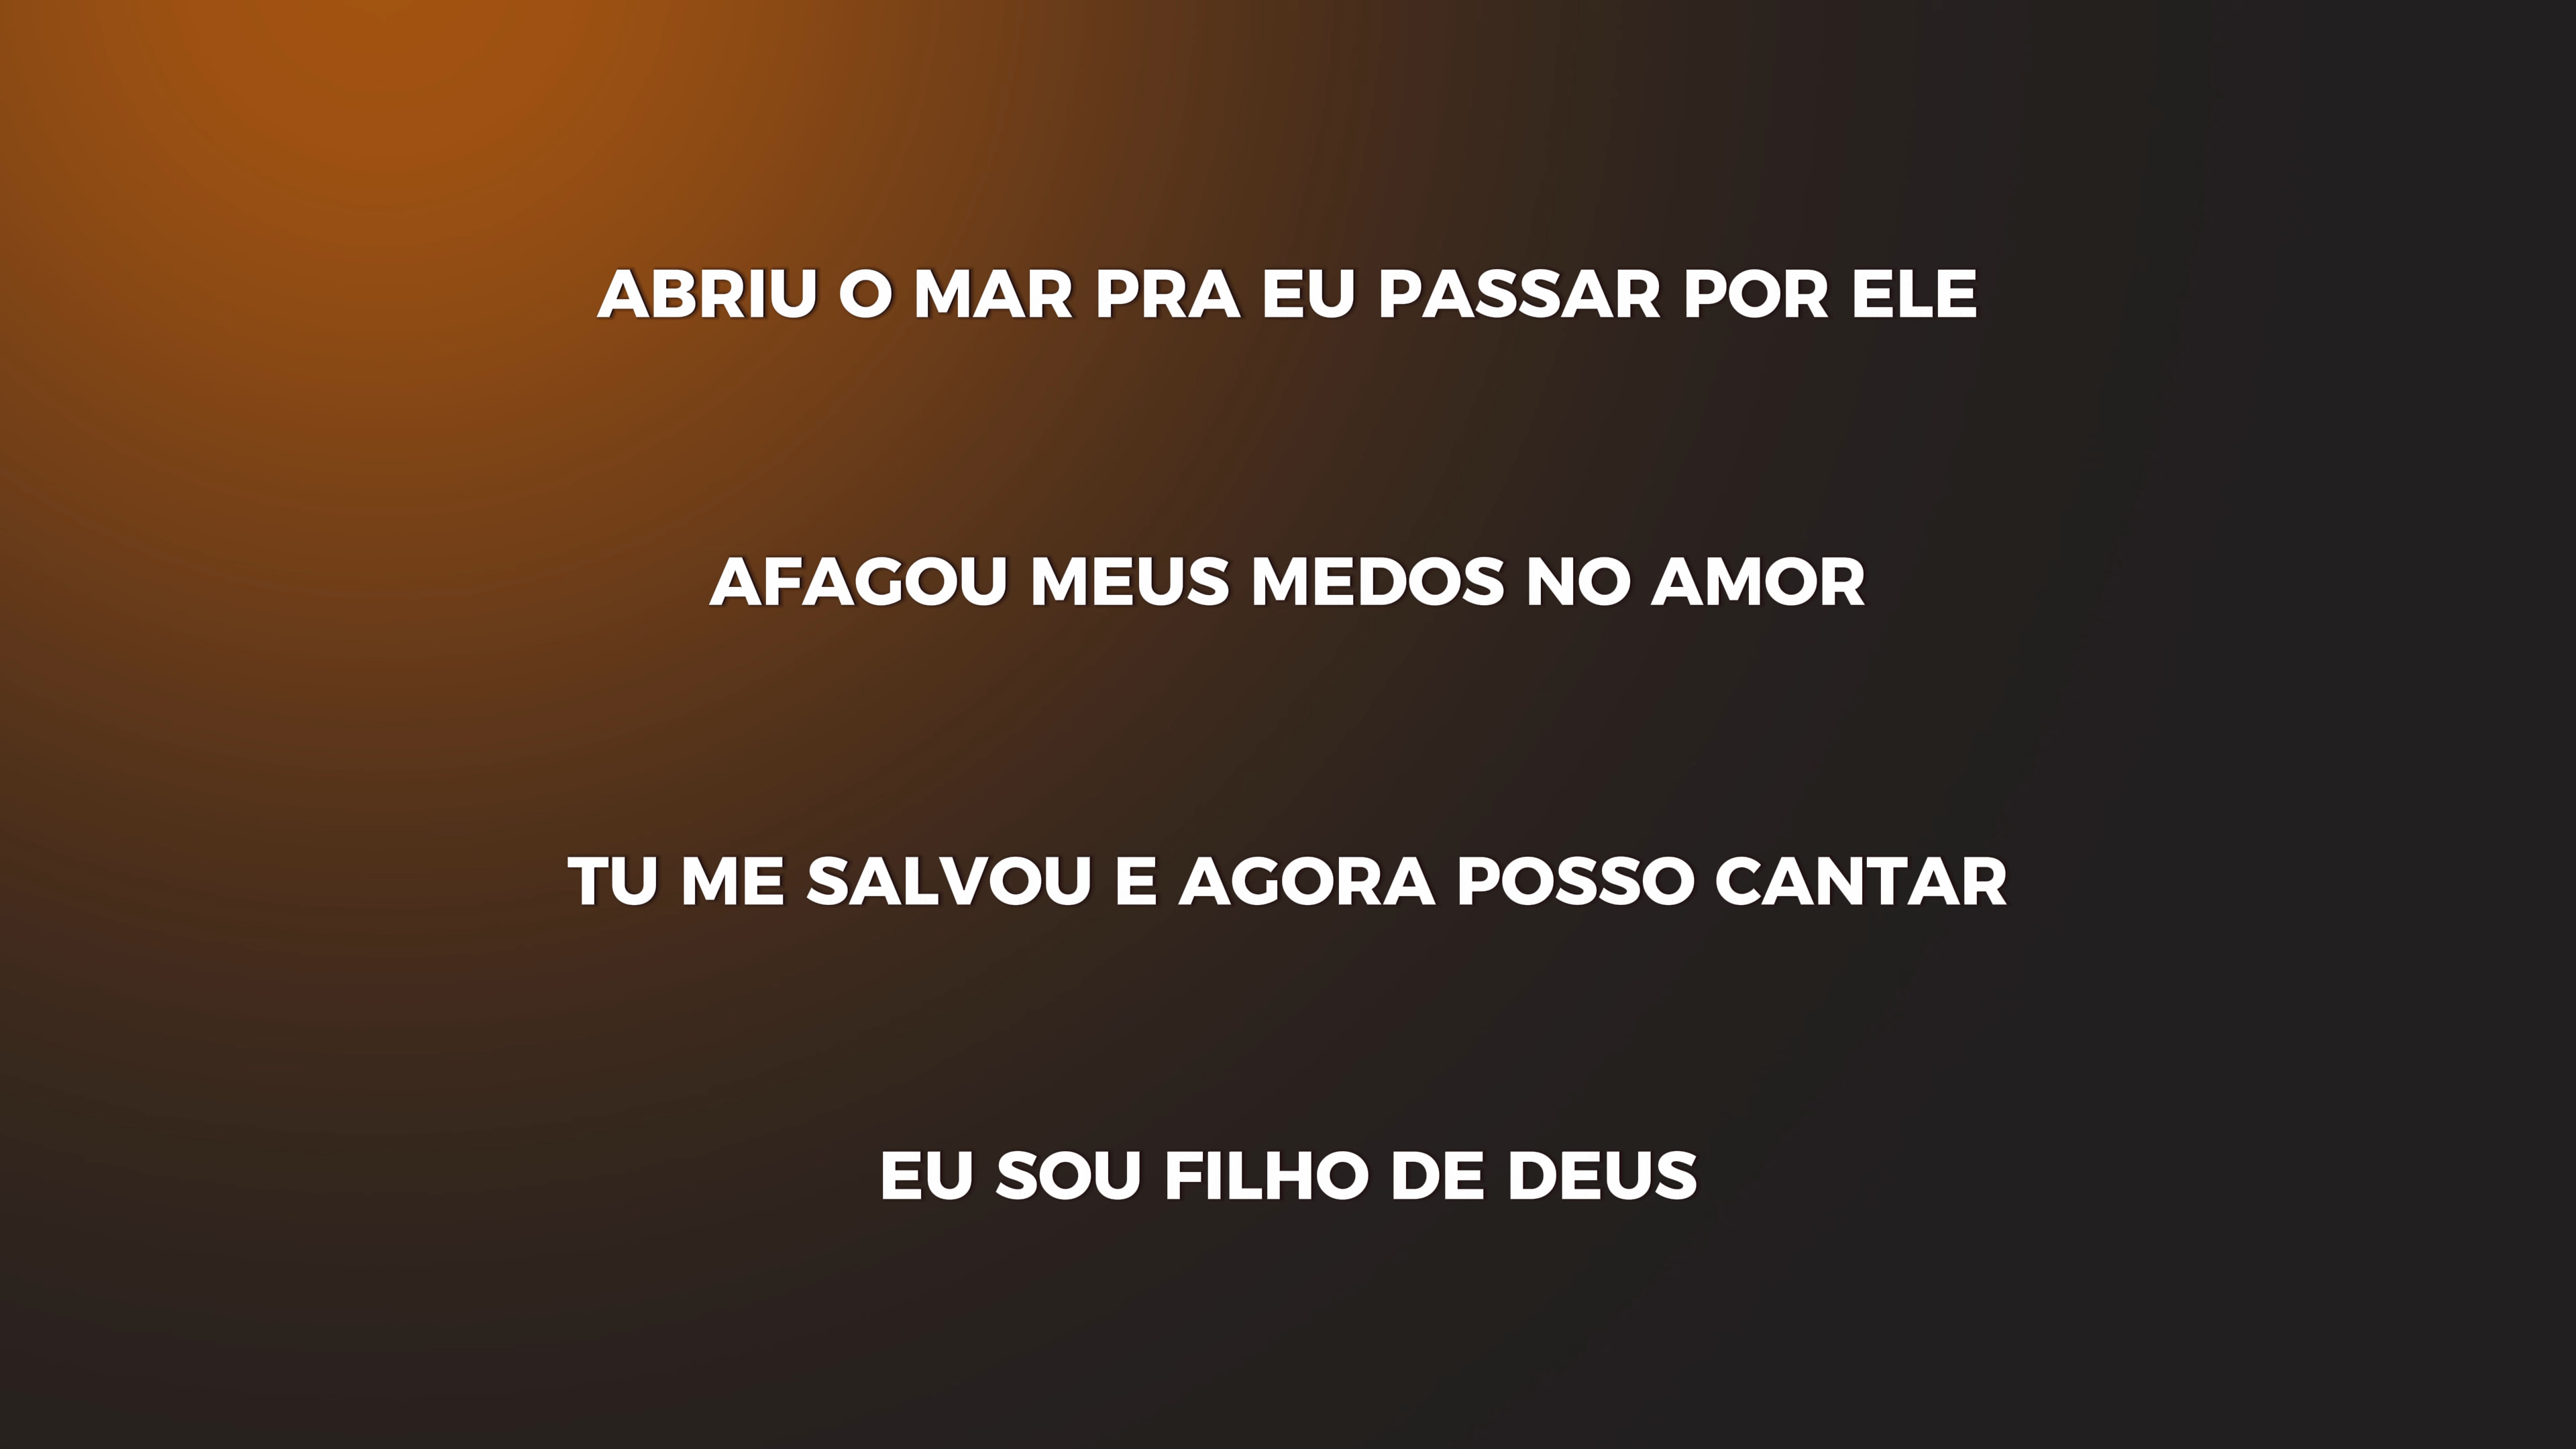 ABRIU O MAR PRA EU PASSAR POR ELE
AFAGOU MEUS MEDOS NO AMOR
TU ME SALVOU E AGORA POSSO CANTAR
EU SOU FILHO DE DEUS